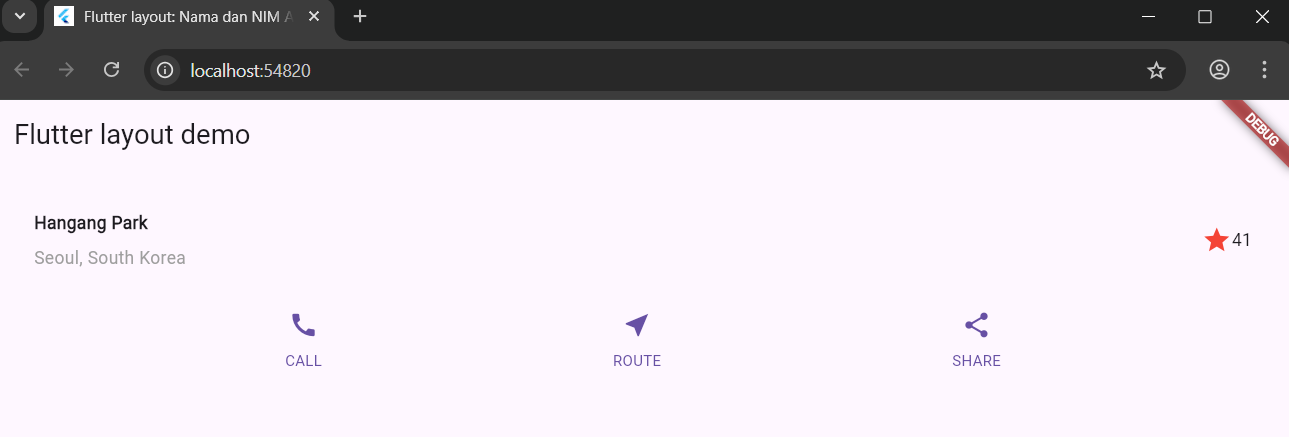 Flutter layout: Nama dan NIM A
localhost:54820
Flutter layout demo
DEBUG
Hangang Park
41
Seoul, South Korea
CALL ROUTE SHARE